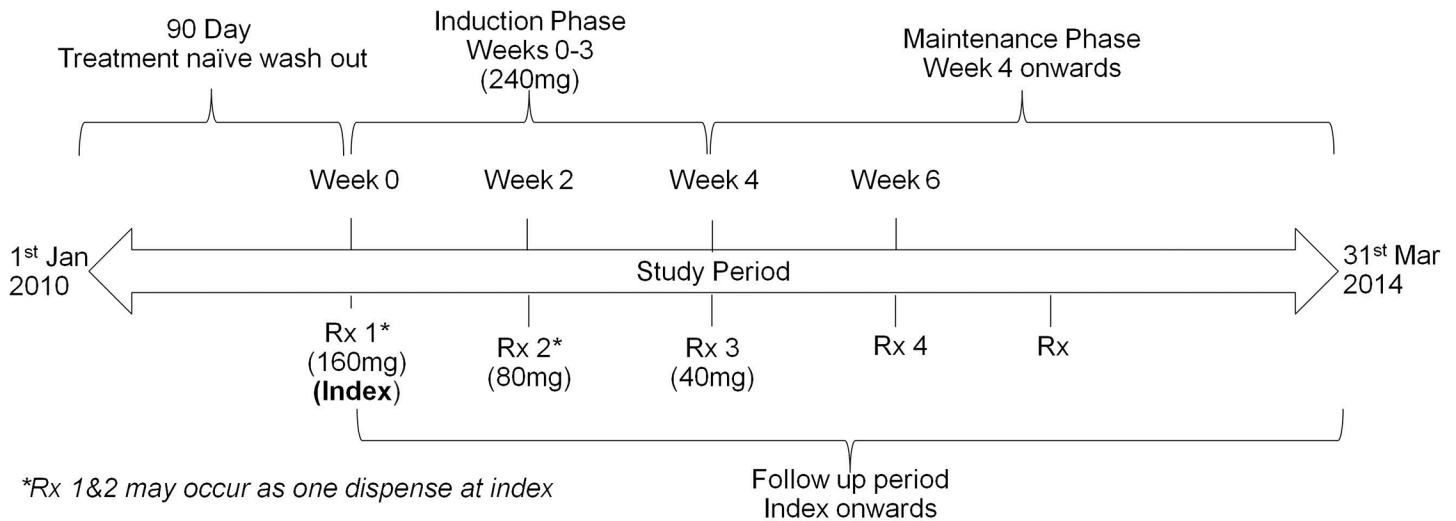 90 Day
Treatment naïve wash out
Induction Phase
Weeks 0-3
(240mg)
Maintenance Phase
Week 4 onwards
Week 0
Week 2
Week 4
Week 6
1st Jan
2010
Study Period
31st Mar
2014
Rx 1*
(160mg)
(Index)
Rx 2*
(80mg)
Rx 3
(40mg)
Rx 4
Rx
Follow up period
Index onwards
*Rx 1&2 may occur as one dispense at index